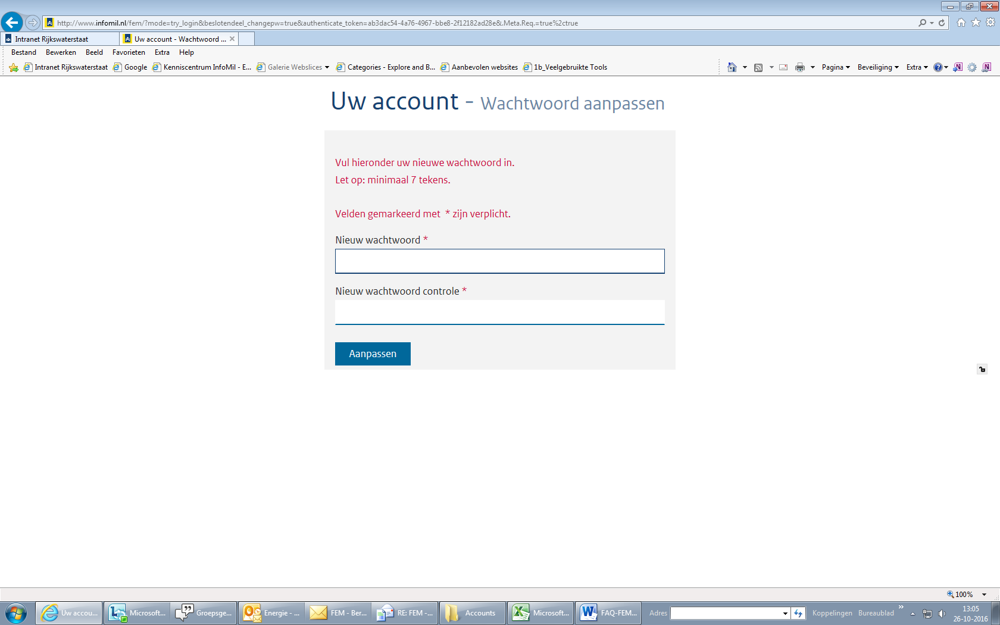 http://www.infomil.nl/fem/?mode=try_login&beslotendeel_changepw=true&authenticate_token=ab3dac54-4a76-4967-bbe8-2f12182ad28e&.Meta.Req.=true%2ctrue
Intranet Rijkswaterstaat
Uw account - Wachtwoord ...
Bestand Bewerken Beeld Favorieten Extra Help
Intranet Rijkswaterstaat Google Kenniscentrum InfoMil - E... Galerie Webslices Categories - Explore and B... Aanbevolen websites 1b_Veelgebruikte Tools Pagina Beveiliging Extra
Uw account - Wachtwoord aanpassen
Vul hieronder uw nieuwe wachtwoord in.
Let op: minimaal 7 tekens.
Velden gemarkeerd met * zijn verplicht.
Nieuw wachtwoord *
Nieuw wachtwoord controle *
Aanpassen
100%
Uw accou... Microsoft... Groepsge... Energie - ... FEM - Ber... RE: FEM -... Accounts Microsoft... FAQ-FEM... Adres Koppelingen Bureaublad »
13:05
26-10-2016